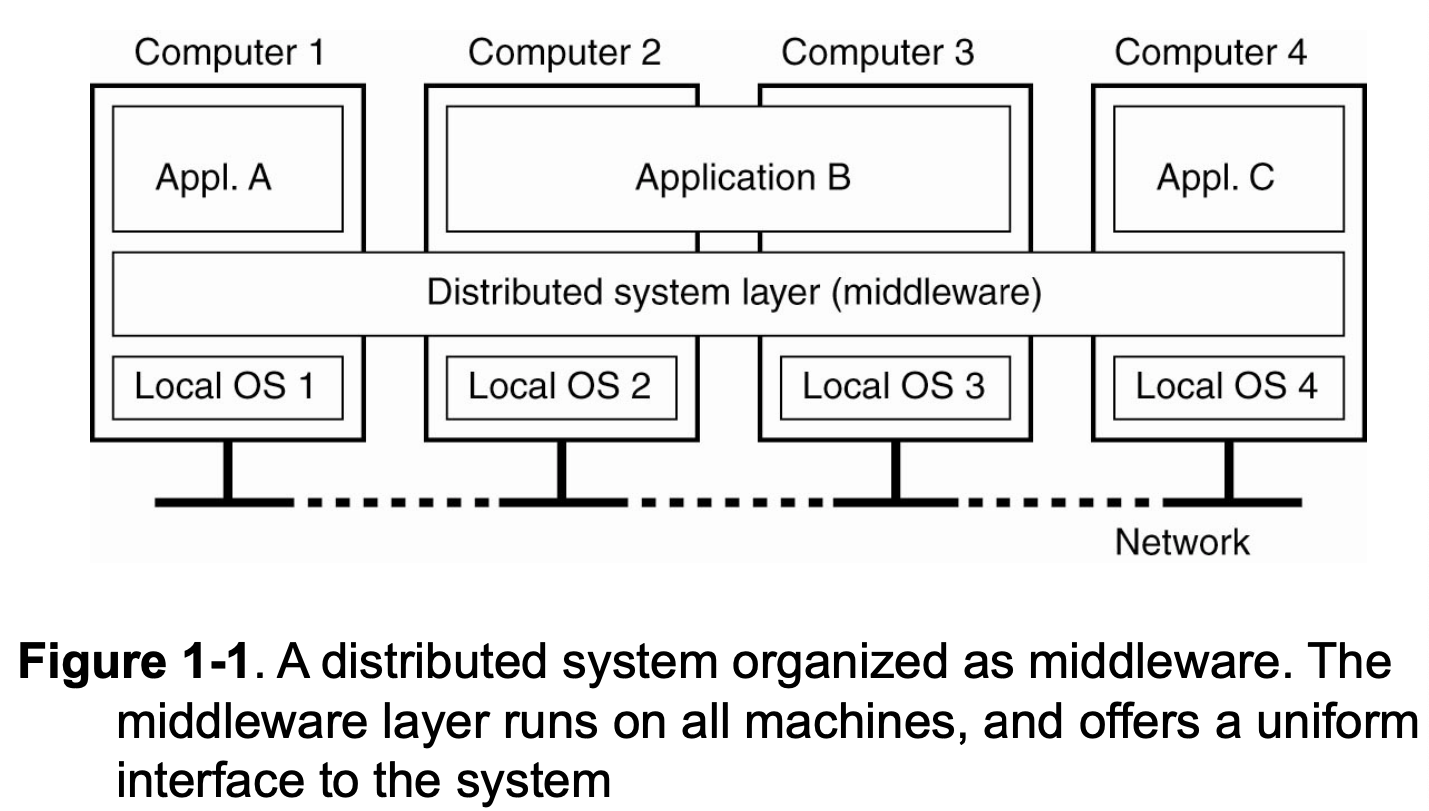 Computer 1 Computer 2 Computer 3 Computer 4
Appl. A Application B Appl. C
Distributed system layer (middleware)
Local OS 1 Local OS 2 Local OS 3 Local OS 4
Network
Figure 1-1. A distributed system organized as middleware. The
middleware layer runs on all machines, and offers a uniform
interface to the system